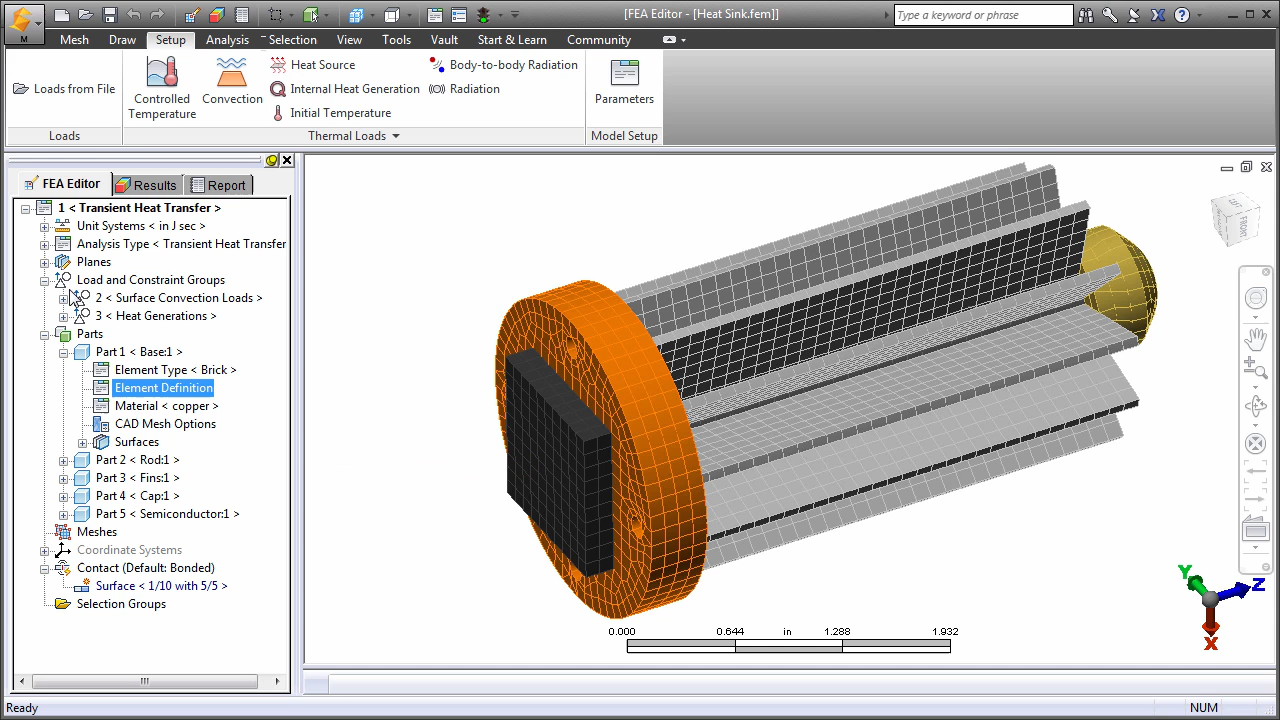 [FEA Editor - [Heat Sink.fem]]
Type a keyword or phrase
M
Mesh Draw Setup Analysis Selection View Tools Vault Start & Learn Community
Loads from File
Controlled Temperature
Convection
Heat Source
Internal Heat Generation
Initial Temperature
Body-to-body Radiation
Radiation
Parameters
Loads
Thermal Loads
Model Setup
FEA Editor Results Report
1 < Transient Heat Transfer >
Unit Systems < in J sec >
Analysis Type < Transient Heat Transfer
Planes
Load and Constraint Groups
2 < Surface Convection Loads >
3 < Heat Generations >
Parts
Part 1 < Base:1 >
Element Type < Brick >
Element Definition
Material < copper >
CAD Mesh Options
Surfaces
Part 2 < Rod:1 >
Part 3 < Fins:1 >
Part 4 < Cap:1 >
Part 5 < Semiconductor:1 >
Meshes
Coordinate Systems
Contact (Default: Bonded)
Surface < 1/10 with 5/5 >
Selection Groups
FRONT
Y
Z
X
0.000 0.644 in 1.288 1.932
Ready
NUM